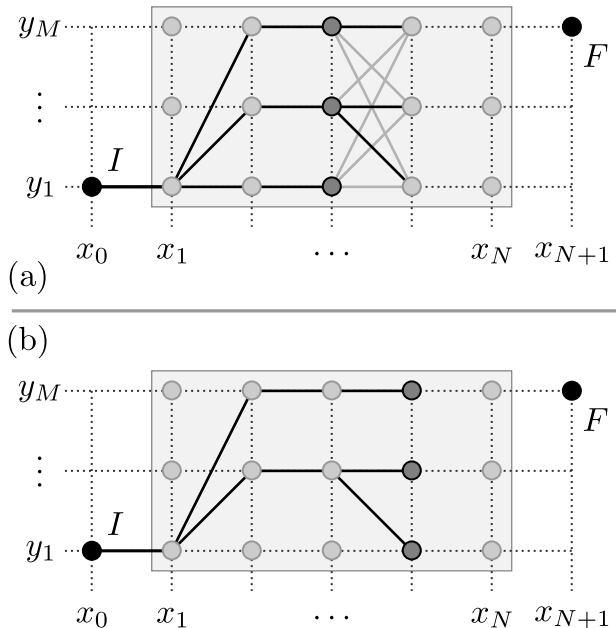 y_M
F
⋮
I
y_1
x_0 x_1 ... x_N x_{N+1}
(a)
(b)
y_M
F
⋮
I
y_1
x_0 x_1 ... x_N x_{N+1}